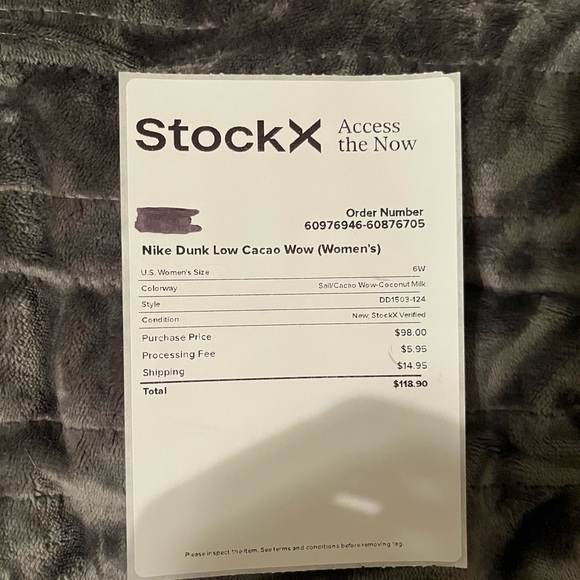 StockX Access
the Now
Order Number
60976946-60876705
Nike Dunk Low Cacao Wow (Women's)
U.S. Women's Size 6W
Colorway Sail/Cacao Wow-Coconut Milk
Style DD1503-124
Condition New, StockX Verified
Purchase Price $98.00
Processing Fee $5.95
Shipping $14.95
Total $118.90
Please inspect the item. See terms and conditions before removing tag.